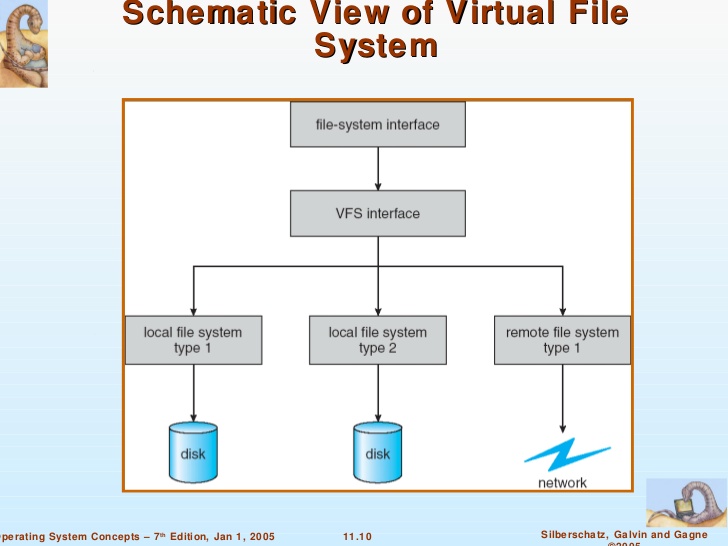 Schematic View of Virtual File
System
file-system interface
VFS interface
local file system
type 1
local file system
type 2
remote file system
type 1
disk
disk
network
perating System Concepts – 7th Edition, Jan 1, 2005
11.10
Silberschatz, Galvin and Gagne
©2005